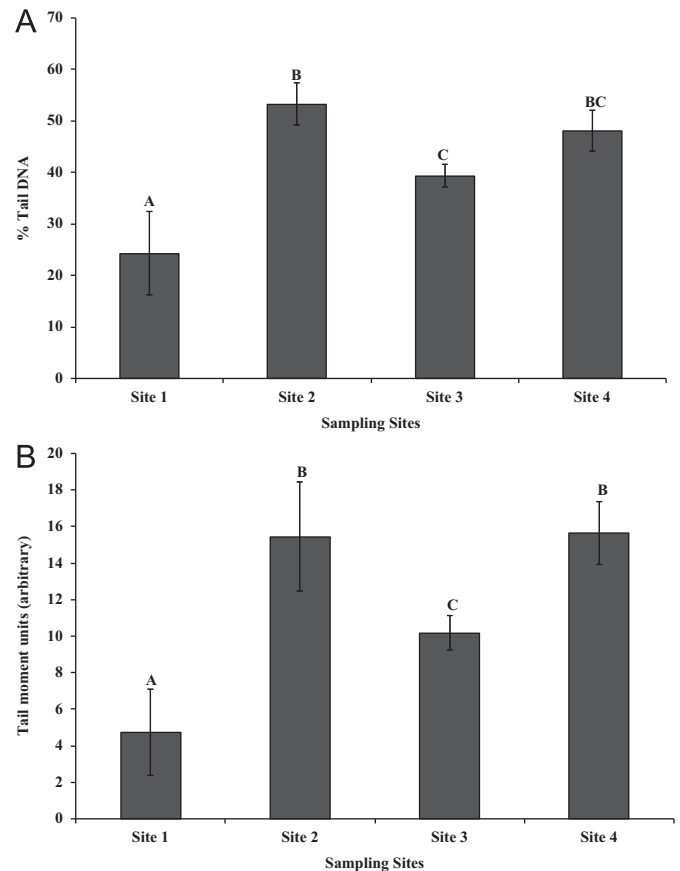 A
70
60
50
40
30
20
10
0
% Tail DNA
A
B
C
BC
Site 1 Site 2 Site 3 Site 4
Sampling Sites
B
20
18
16
14
12
10
8
6
4
2
0
Tail moment units (arbitrary)
A
B
C
B
Site 1 Site 2 Site 3 Site 4
Sampling Sites